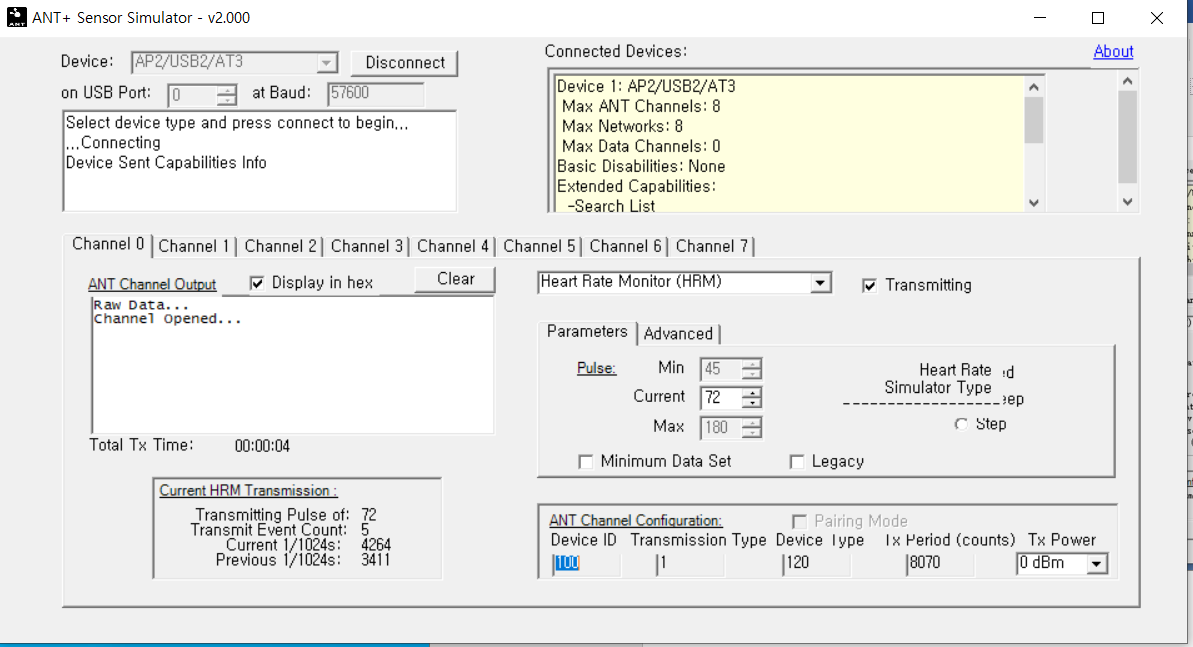 ANT+ Sensor Simulator - v2.000
Device: AP2/USB2/AT3 Disconnect
on USB Port: 0 at Baud: 57600
Select device type and press connect to begin,,,
,,,Connecting
Device Sent Capabilities Info
Connected Devices: About
Device 1: AP2/USB2/AT3
Max ANT Channels: 8
Max Networks: 8
Max Data Channels: 0
Basic Disabilities: None
Extended Capabilities:
-Search List
Channel 0 Channel 1 Channel 2 Channel 3 Channel 4 Channel 5 Channel 6 Channel 7
ANT Channel Output Display in hex Clear
Raw Data...
Channel Opened...
Total Tx Time: 00:00:04
Current HRM Transmission :
Transmitting Pulse of: 72
Transmit Event Count: 5
Current 1/1024s: 4264
Previous 1/1024s: 3411
Heart Rate Monitor (HRM) Transmitting
Parameters Advanced
Pulse: Min 45
Current 72
Max 180
Heart Rate
Simulator Type
Step
Minimum Data Set Legacy
ANT Channel Configuration: Pairing Mode
Device ID Transmission Type Device Type Tx Period (counts) Tx Power
100 1 120 8070 0 dBm